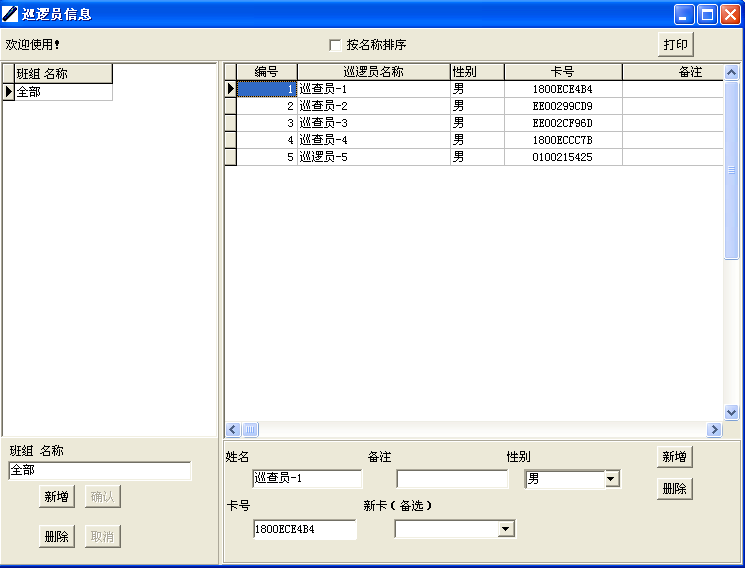 巡逻员信息
欢迎使用!
按名称排序
打印
班组 名称
全部
编号 巡逻员名称 性别 卡号 备注
1 巡查员-1 男 1800ECE4B4
2 巡查员-2 男 EE00299CD9
3 巡查员-3 男 EE002CF96D
4 巡查员-4 男 1800ECCC7B
5 巡逻员-5 男 0100215425
班组 名称
全部
新增 确认
删除 取消
姓名 备注 性别 新增
巡查员-1 男 删除
卡号 新卡(备选)
1800ECE4B4